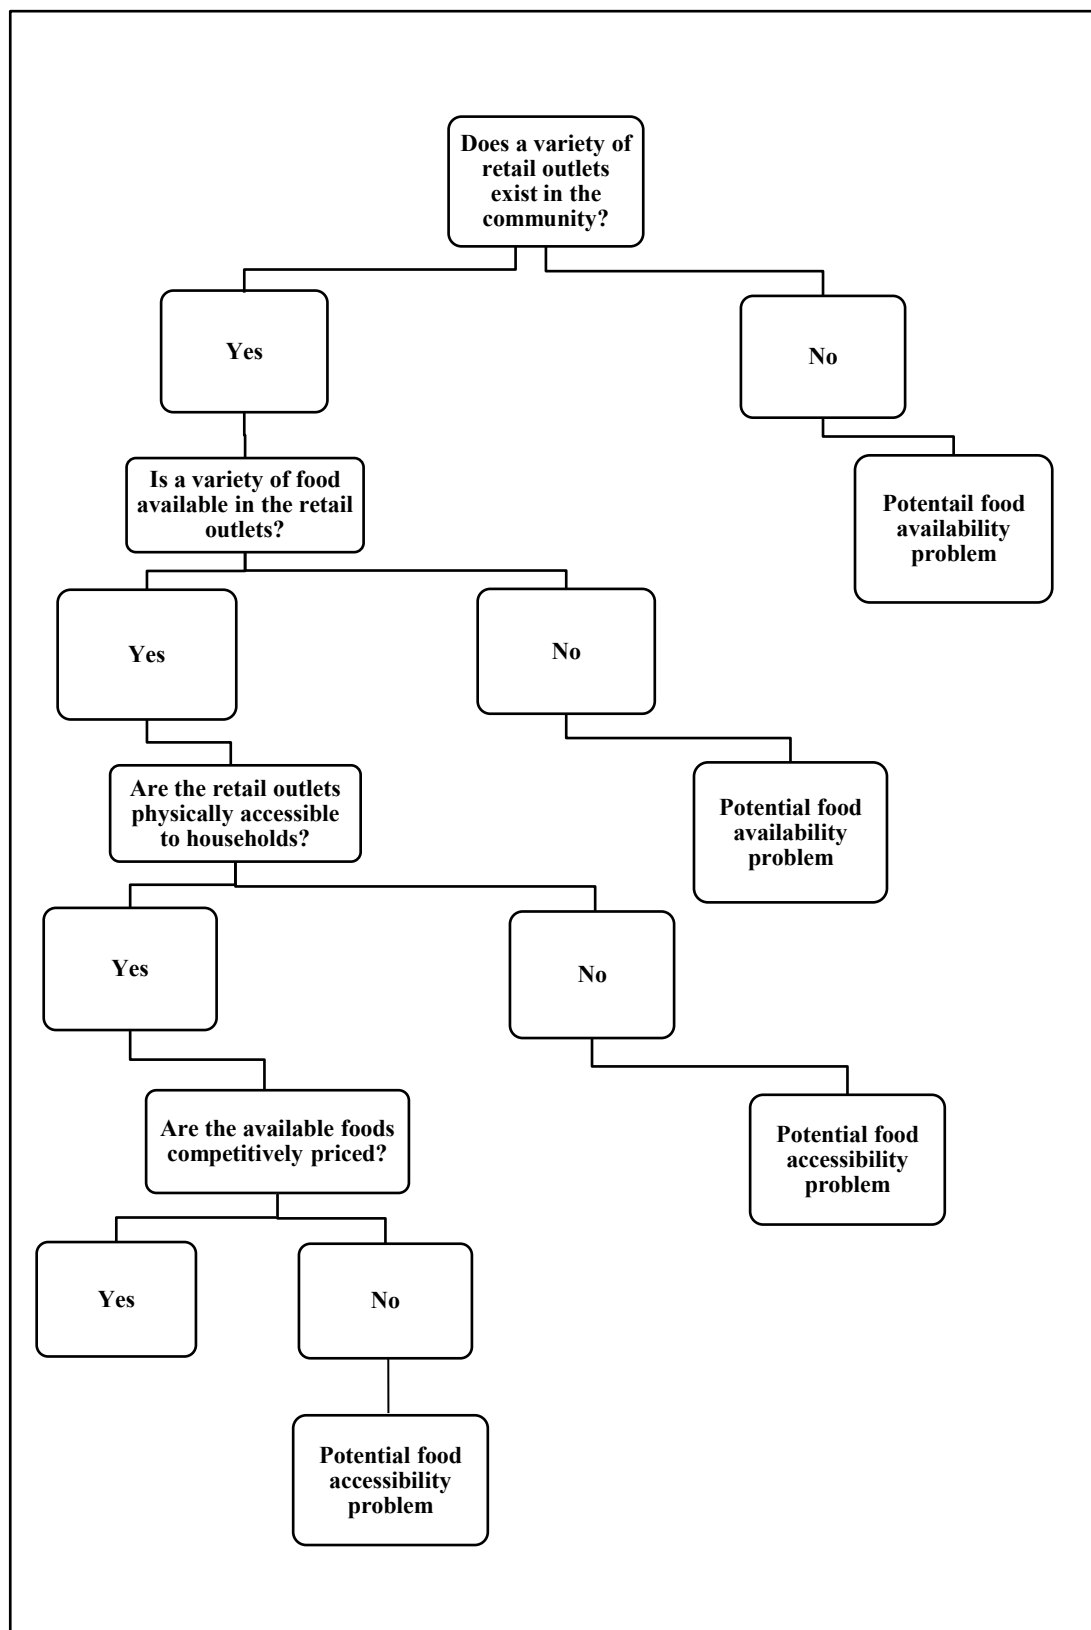 Does a variety of
retail outlets
exist in the
community?
Yes
No
Is a variety of food
available in the retail
outlets?
Potentail food
availability
problem
Yes
No
Are the retail outlets
physically accessible
to households?
Potential food
availability
problem
Yes
No
Are the available foods
competitively priced?
Potential food
accessibility
problem
Yes
No
Potential food
accessibility
problem